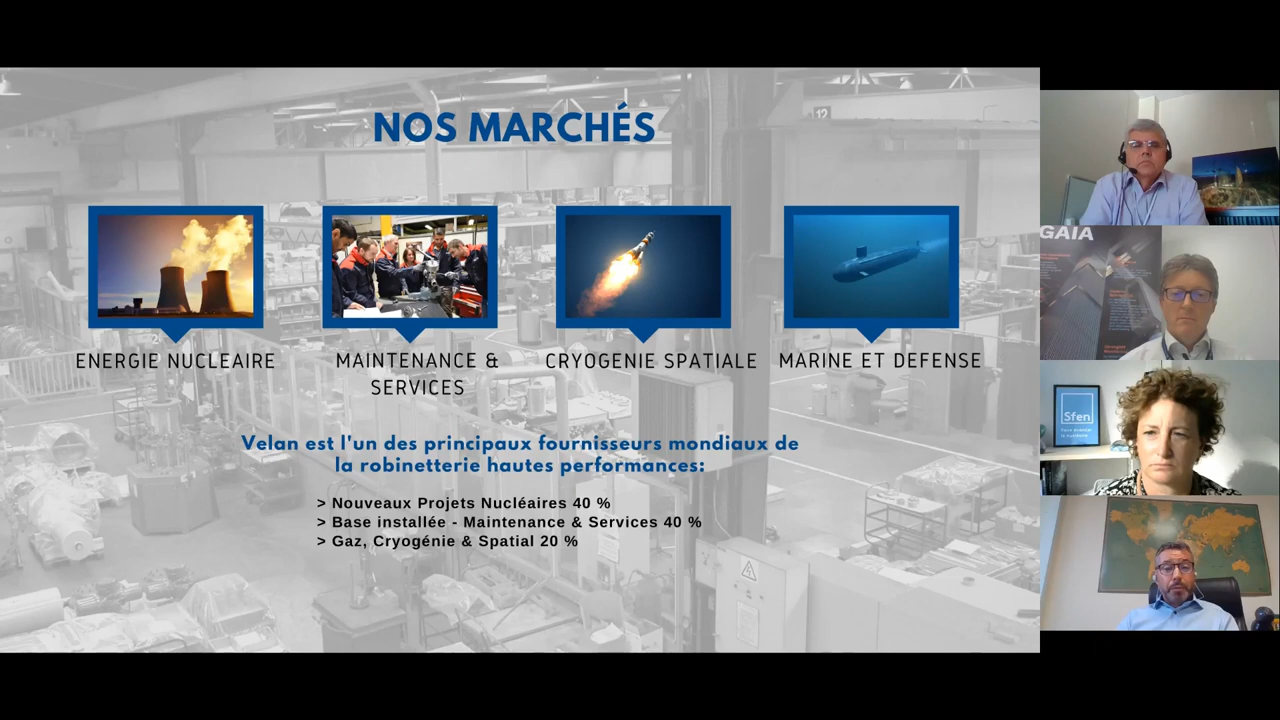 NOS MARCHÉS
ENERGIE NUCLEAIRE
MAINTENANCE &
SERVICES
CRYOGENIE SPATIALE
MARINE ET DEFENSE
Velan est l'un des principaux fournisseurs mondiaux de
la robinetterie hautes performances:
> Nouveaux Projets Nucléaires 40 %
> Base installée - Maintenance & Services 40 %
> Gaz, Cryogénie & Spatial 20 %
12
GAIA
Sfen